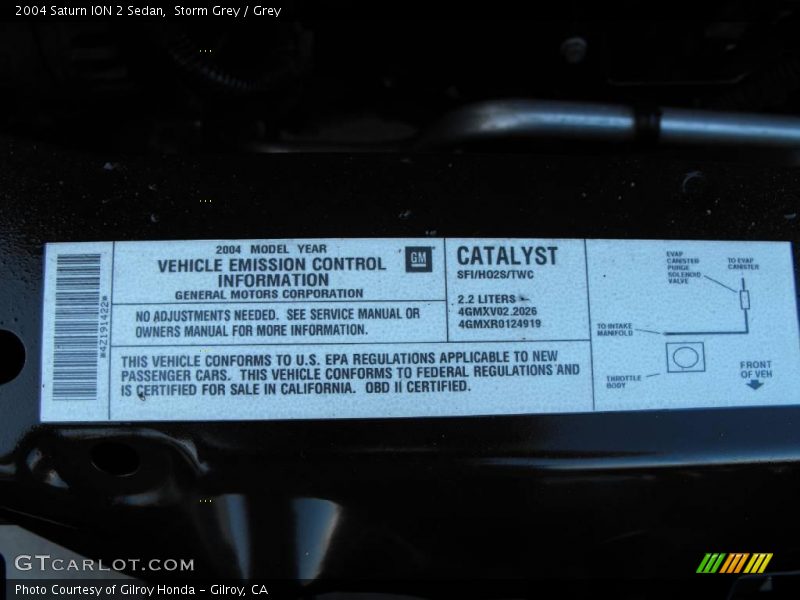 2004 Saturn ION 2 Sedan, Storm Grey / Grey
*4Z191422*
2004 MODEL YEAR
VEHICLE EMISSION CONTROL
INFORMATION
GENERAL MOTORS CORPORATION
GM
NO ADJUSTMENTS NEEDED. SEE SERVICE MANUAL OR
OWNERS MANUAL FOR MORE INFORMATION.
CATALYST
SFI/HO2S/TWC
2.2 LITERS
4GMXV02.2026
4GMXR0124919
THIS VEHICLE CONFORMS TO U.S. EPA REGULATIONS APPLICABLE TO NEW
PASSENGER CARS. THIS VEHICLE CONFORMS TO FEDERAL REGULATIONS AND
IS CERTIFIED FOR SALE IN CALIFORNIA. OBD II CERTIFIED.
EVAP
CANISTER
PURGE
SOLENOID
VALVE
TO EVAP
CANISTER
TO INTAKE
MANIFOLD
THROTTLE
BODY
FRONT
OF VEH
GTCARLOT.COM
Photo Courtesy of Gilroy Honda - Gilroy, CA